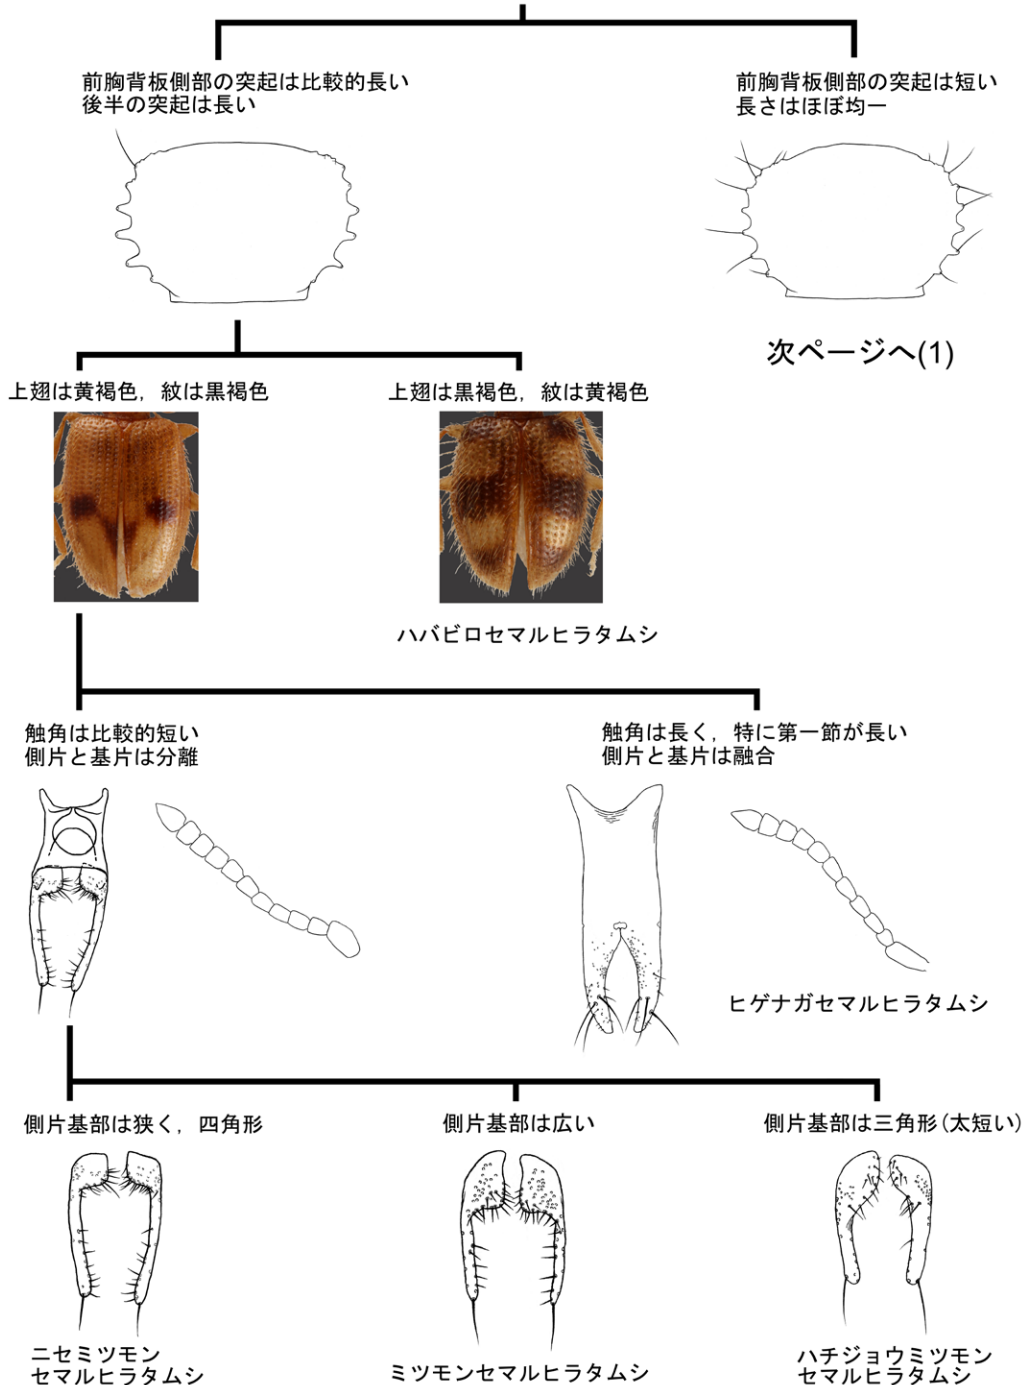 前胸背板側部の突起は比較的長い
後半の突起は長い
前胸背板側部の突起は短い
長さはほぼ均一
次ページへ(1)
上翅は黄褐色，紋は黒褐色
上翅は黒褐色，紋は黄褐色
ハバビロセマルヒラタムシ
触角は比較的短い
側片と基片は分離
触角は長く，特に第一節が長い
側片と基片は融合
ヒゲナガセマルヒラタムシ
側片基部は狭く，四角形
側片基部は広い
側片基部は三角形(太短い)
ニセミツモン
セマルヒラタムシ
ミツモンセマルヒラタムシ
ハチジョウミツモン
セマルヒラタムシ